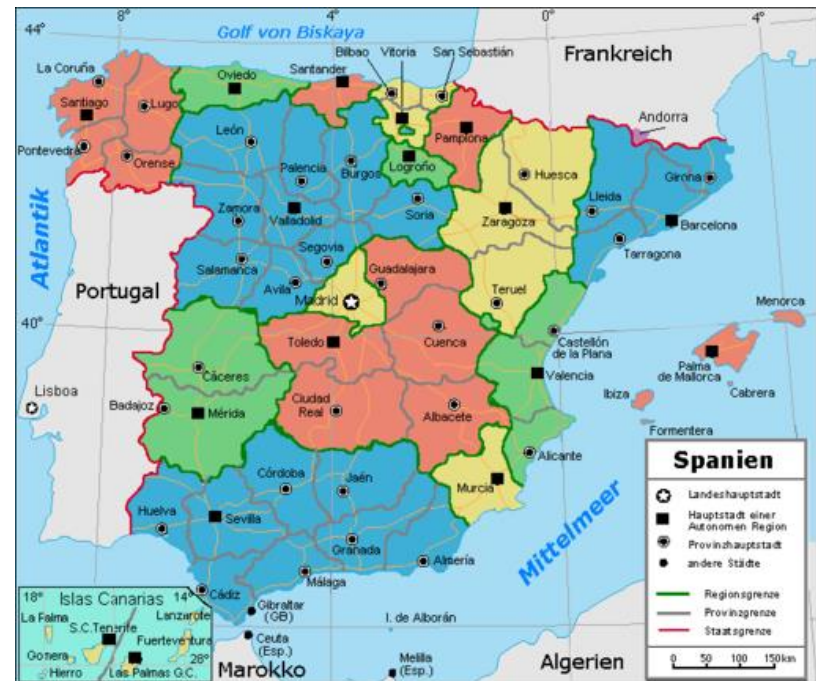 8°
4°
0°
4°
44°
Golf von Biskaya
Frankreich
Bilbao
Vitoria
San Sebastián
La Coruña
Oviedo
Santander
Andorra
Santiago
Lugo
Pamplona
León
Pontevedra
Orense
Palencia
Burgos
Logroño
Huesca
Girona
Lleida
Zamora
Valladolid
Soria
Zaragoza
Barcelona
Atlantik
Segovia
Tarragona
Salamanca
Guadalajara
Portugal
Avila
Madrid
Teruel
Menorca
40°
40°
Toledo
Cuenca
Castellón
de la Plana
Palma
de Mallorca
Cáceres
Valencia
Lisboa
Ibiza
Cabrera
Badajoz
Mérida
Ciudad
Real
Albacete
Formentera
Alicante
Murcia
Córdoba
Jaén
Huelva
Sevilla
Mittelmeer
Granada
Almería
Málaga
Cádiz
Gibraltar
(GB)
I. de Alborán
Ceuta
(Esp.)
Marokko
Melilla
(Esp.)
Algerien
18°
Islas Canarias
14°
La Palma
Lanzarote
S.C.Tenerife
Fuerteventura
Gomera
28°
Hierro
Las Palmas G.C.
Spanien
Landeshauptstadt
Hauptstadt einer
Autonomen Region
Provinzhauptstadt
andere Städte
Regionsgrenze
Provinzgrenze
Staatsgrenze
0 50 100 150km